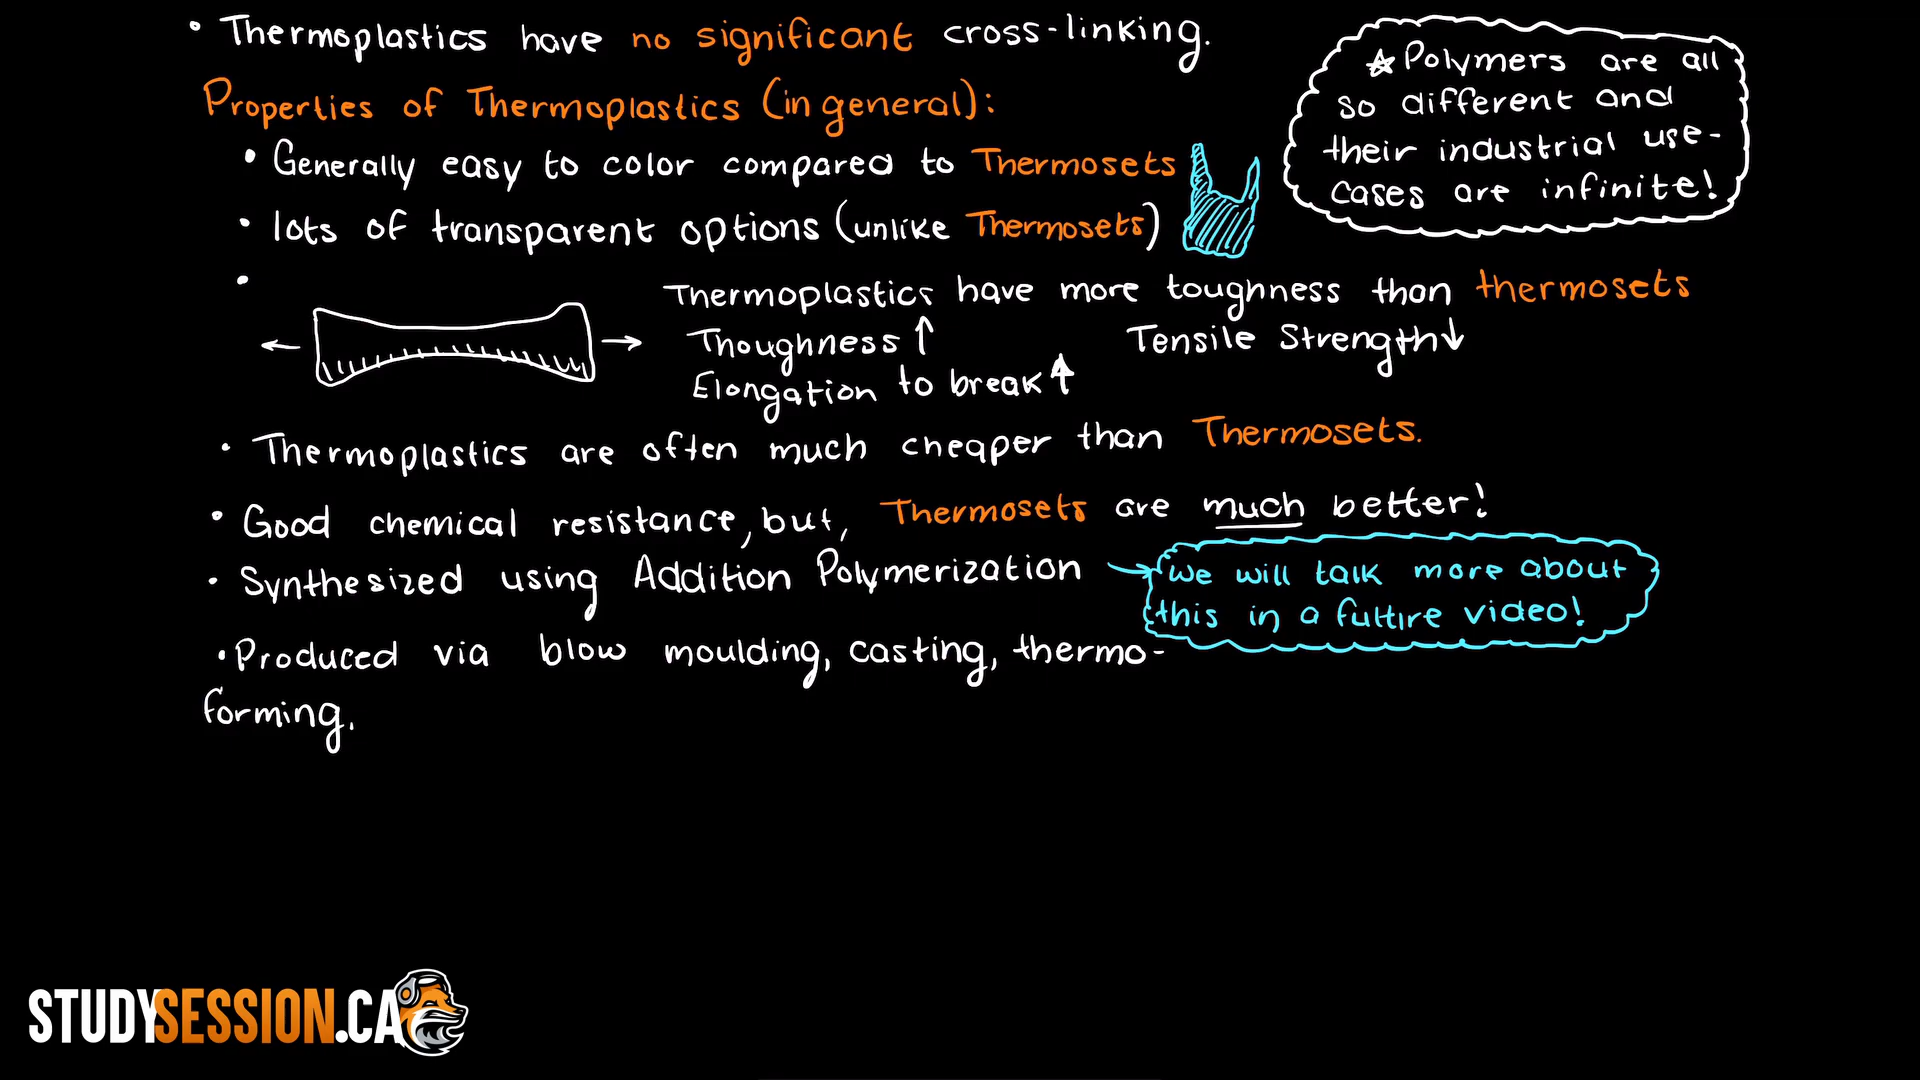 • Thermoplastics have no significant cross-linking.
Properties of Thermoplastics (in general):
• Generally easy to color compared to Thermosets
• lots of transparent options (unlike Thermosets)
• Thermoplastics have more toughness than thermosets
Thoughness ↑ Tensile Strength ↓
Elongation to break ↑
• Thermoplastics are often much cheaper than Thermosets.
• Good chemical resistance, but, Thermosets are much better!
• Synthesized using Addition Polymerization →
• Produced via blow moulding, casting, thermo-
forming.
☆ Polymers are all
so different and
their industrial use-
cases are infinite!
We will talk more about
this in a fultire video!
STUDYSESSION.CA